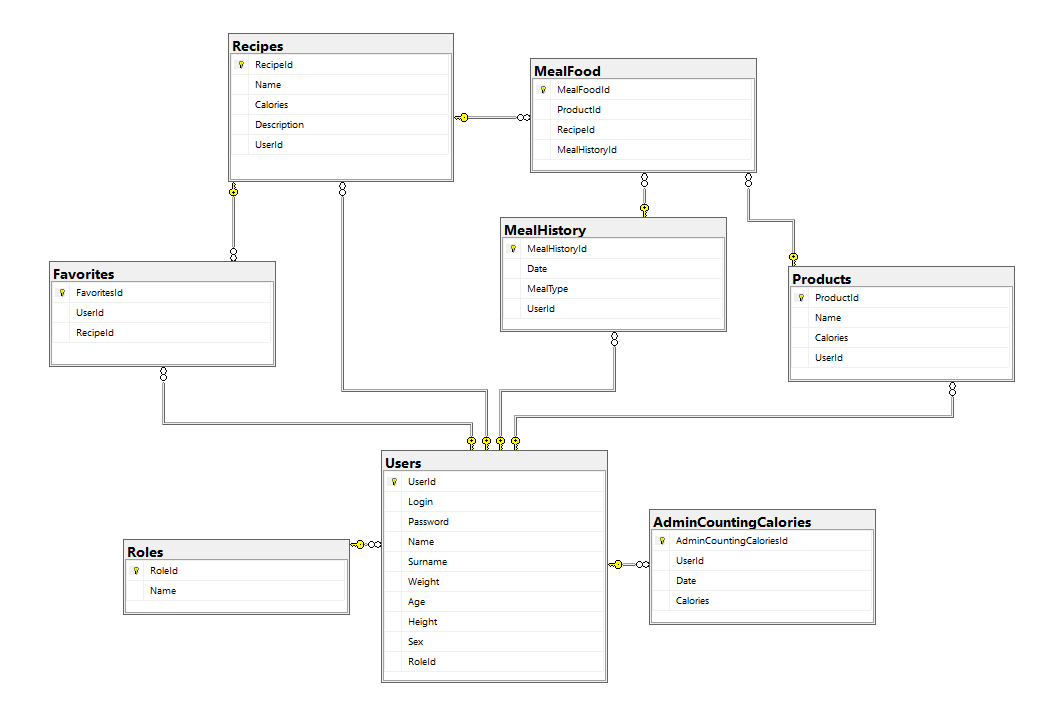 Recipes
RecipeId
Name
Calories
Description
UserId
MealFood
MealFoodId
ProductId
RecipeId
MealHistoryId
MealHistory
MealHistoryId
Date
MealType
UserId
Favorites
FavoritesId
UserId
RecipeId
Products
ProductId
Name
Calories
UserId
Users
UserId
Login
Password
Name
Surname
Weight
Age
Height
Sex
RoleId
Roles
RoleId
Name
AdminCountingCalories
AdminCountingCaloriesId
UserId
Date
Calories